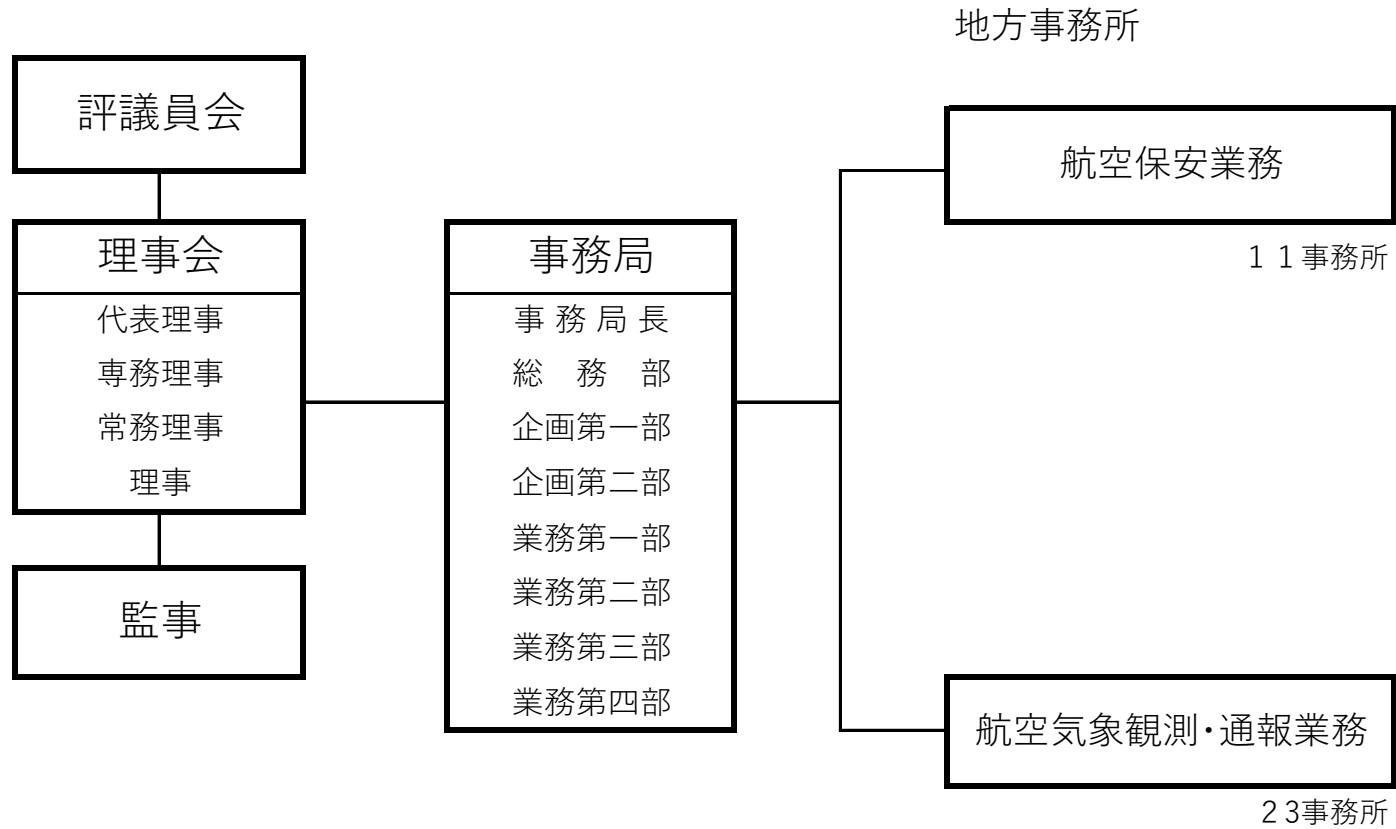 地方事務所
評議員会
理事会
代表理事
専務理事
常務理事
理事
監事
事務局
事 務 局 長
総　務　部
企画第一部
企画第二部
業務第一部
業務第二部
業務第三部
業務第四部
航空保安業務
１１事務所
航空気象観測・通報業務
２3事務所